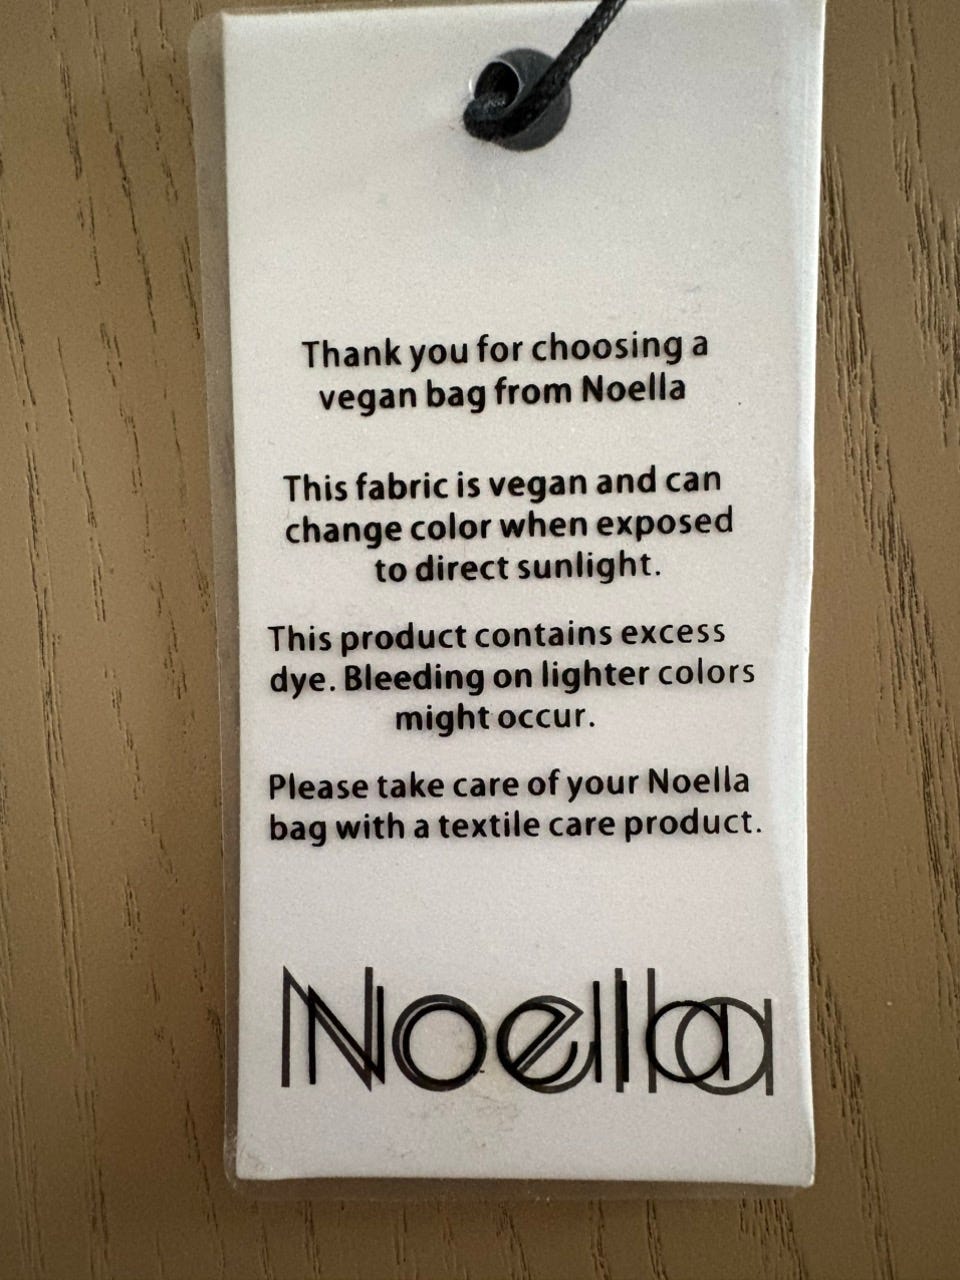 Thank you for choosing a
vegan bag from Noella
This fabric is vegan and can
change color when exposed
to direct sunlight.
This product contains excess
dye. Bleeding on lighter colors
might occur.
Please take care of your Noella
bag with a textile care product.
Noella